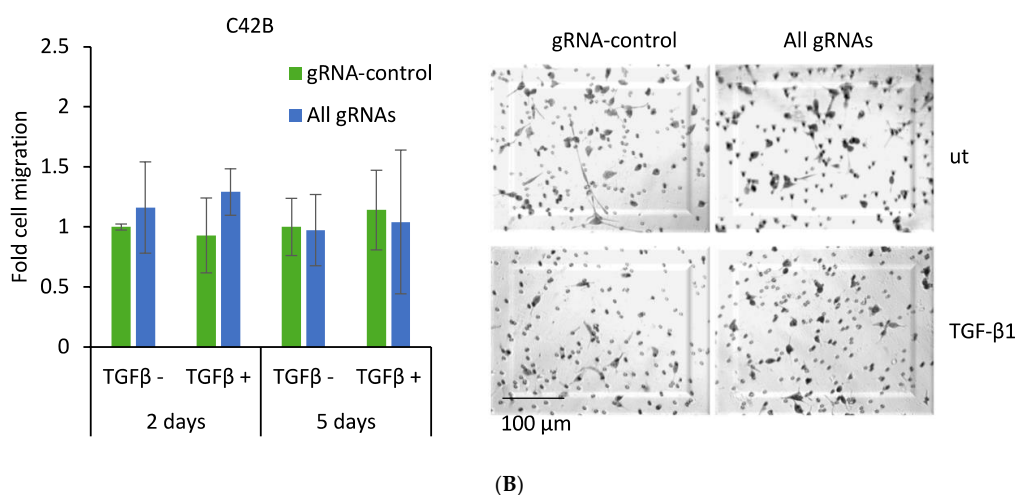 C42B
2.5
2
1.5
1
0.5
0
Fold cell migration
gRNA-control
All gRNAs
TGFβ - TGFβ + TGFβ - TGFβ +
2 days 5 days
gRNA-control All gRNAs
ut
TGF-β1
100 µm
(B)